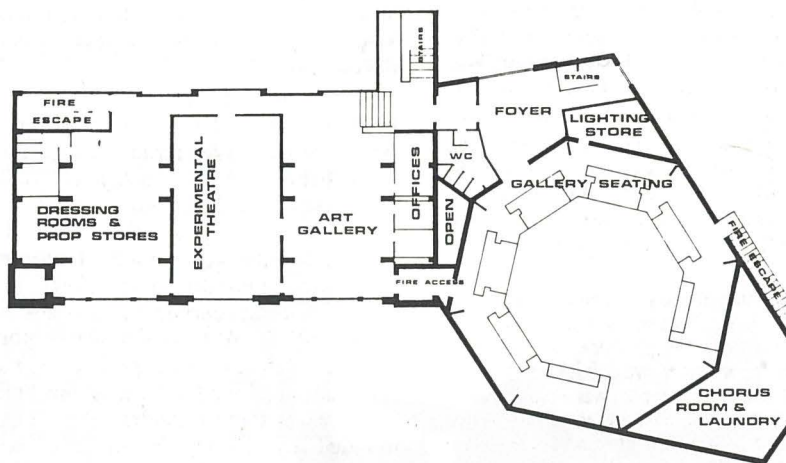 STAIRS
FIRE
ESCAPE
DRESSING
ROOMS &
PROP STORES
EXPERIMENTAL
THEATRE
ART
GALLERY
OFFICES
WC
OPEN
FIRE ACCESS
FOYER
STAIRS
LIGHTING
STORE
GALLERY SEATING
FIRE ESCAPE
CHORUS
ROOM &
LAUNDRY